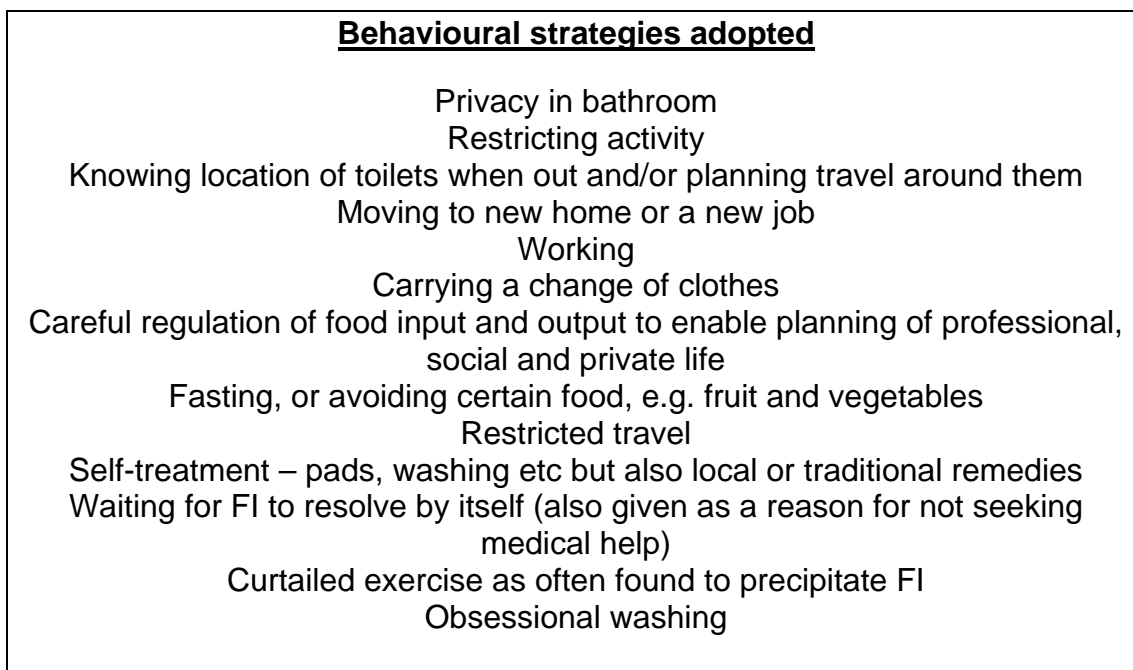 Behavioural strategies adopted
Privacy in bathroom
Restricting activity
Knowing location of toilets when out and/or planning travel around them
Moving to new home or a new job
Working
Carrying a change of clothes
Careful regulation of food input and output to enable planning of professional,
social and private life
Fasting, or avoiding certain food, e.g. fruit and vegetables
Restricted travel
Self-treatment – pads, washing etc but also local or traditional remedies
Waiting for FI to resolve by itself (also given as a reason for not seeking
medical help)
Curtailed exercise as often found to precipitate FI
Obsessional washing